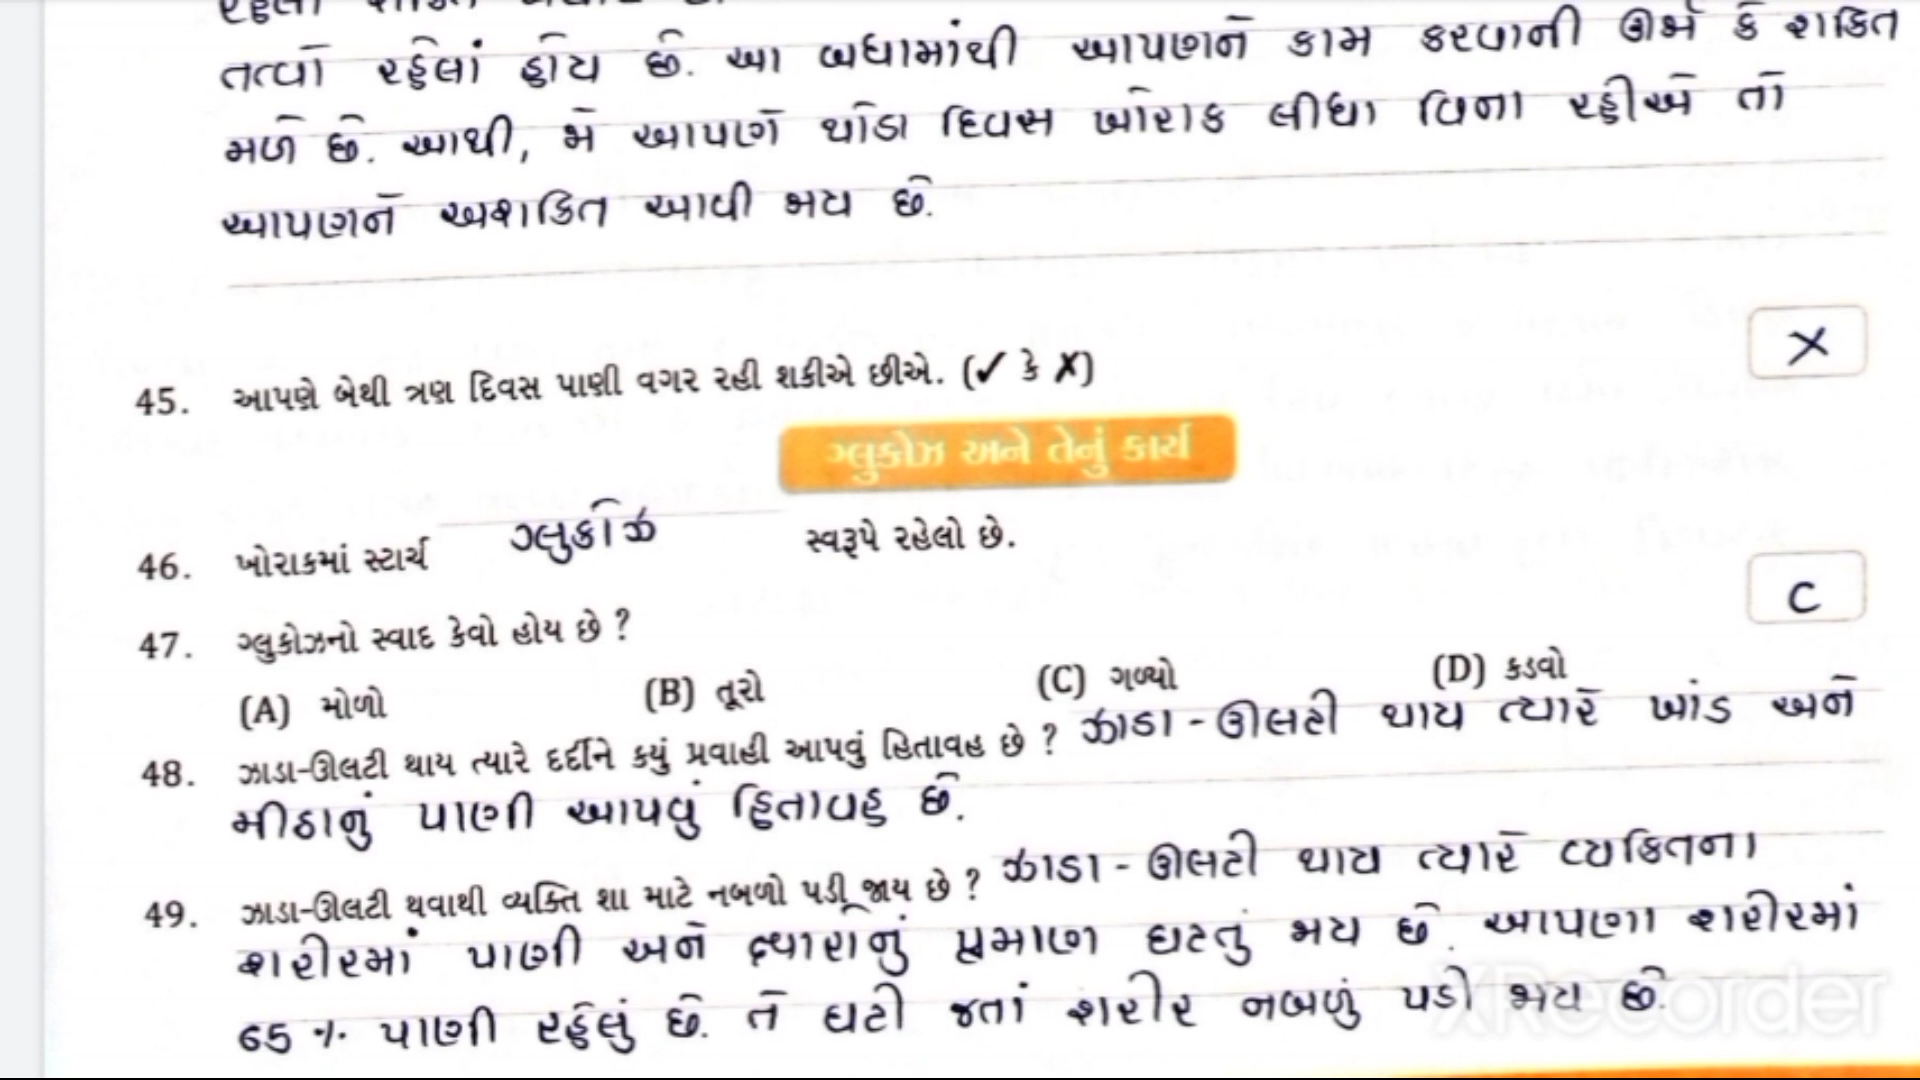 તત્વો રહેલાં હોય છે. આ બધામાંથી આપણને કામ કરવાની ઊર્જા કે શકિત
મળે છે. આથી, જો આપણે થોડા દિવસ ખોરાક લીધા વિના રહીએ તો
આપણને અશકિત આવી જાય છે.
45. આપણે બેથી ત્રણ દિવસ પાણી વગર રહી શકીએ છીએ. (✓ કે ✗) X
ગ્લુકોઝ અને તેનું કાર્ય
46. ખોરાકમાં સ્ટાર્ચ ગ્લુકોઝ સ્વરૂપે રહેલો છે.
47. ગ્લુકોઝનો સ્વાદ કેવો હોય છે ? C
(A) મોળો (B) તૂરો (C) ગળ્યો (D) કડવો
48. ઝાડા-ઊલટી થાય ત્યારે દર્દીને કયું પ્રવાહી આપવું હિતાવહ છે ? ઝાડા - ઊલટી થાય ત્યારે ખાંડ અને
મીઠાનું પાણી આપવું હિતાવહ છે.
49. ઝાડા-ઊલટી થવાથી વ્યક્તિ શા માટે નબળો પડી જાય છે ? ઝાડા - ઊલટી થાય ત્યારે વ્યકિતના
શરીરમાં પાણી અને ક્ષારોનું પ્રમાણ ઘટતું જાય છે. આપણા શરીરમાં
65 % પાણી રહેલું છે. તે ઘટી જતાં શરીર નબળું પડી જાય છે.
XRecorder